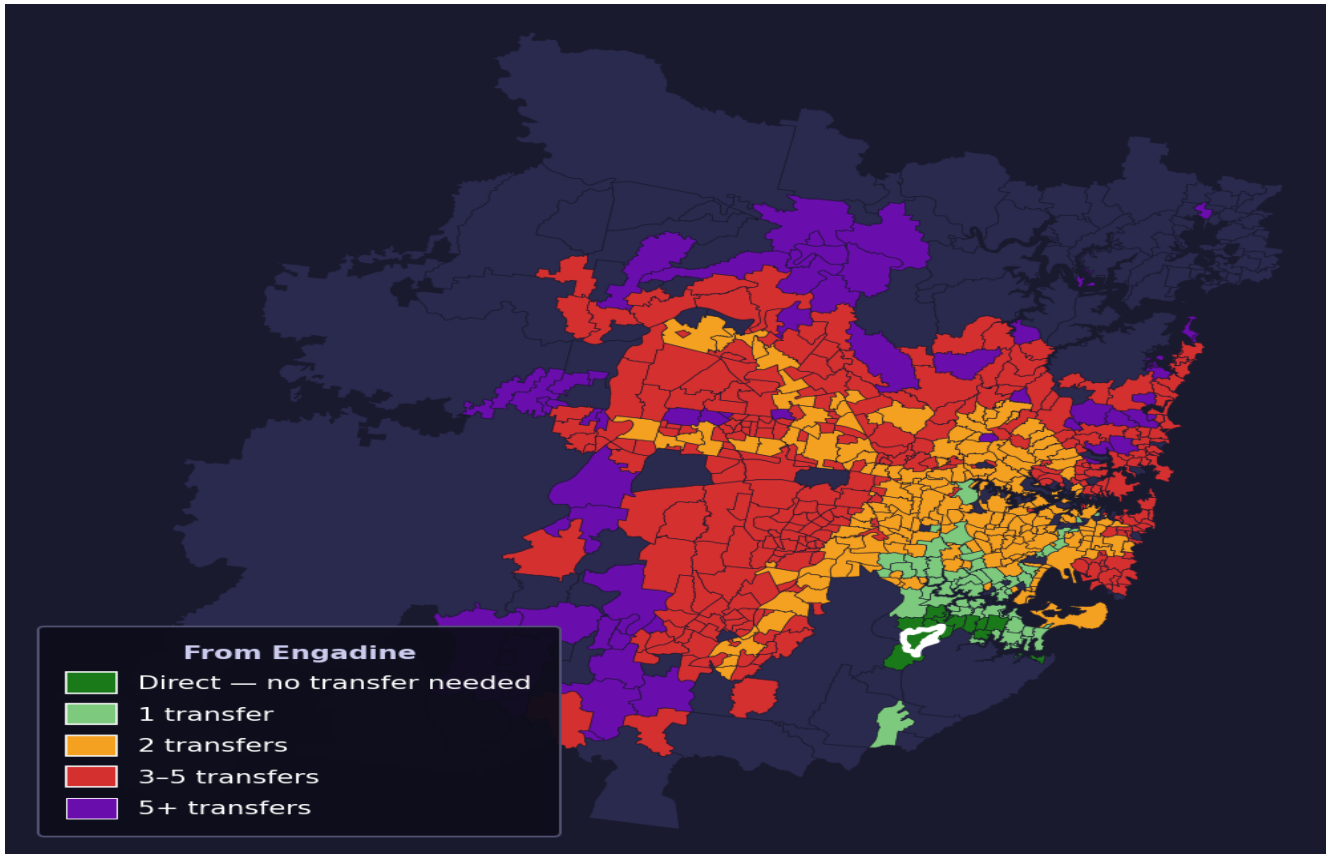 From Engadine
Direct — no transfer needed
1 transfer
2 transfers
3–5 transfers
5+ transfers